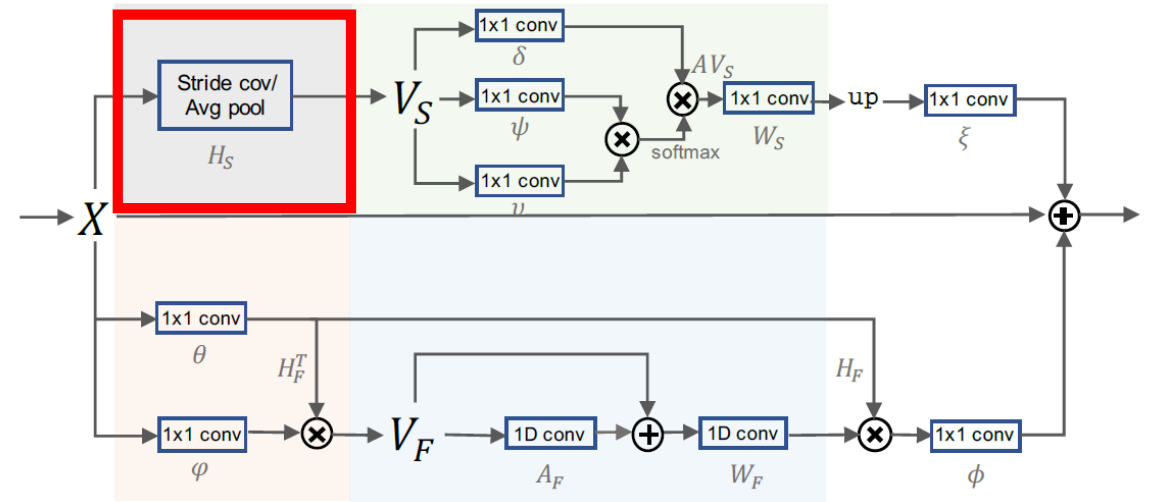 Stride cov/
Avg pool
H_S
X
V_S
1x1 conv
δ
1x1 conv
ψ
1x1 conv
υ
softmax
AV_S
1x1 conv
W_S
up
1x1 conv
ξ
1x1 conv
θ
H_F^T
1x1 conv
φ
V_F
1D conv
A_F
1D conv
W_F
H_F
1x1 conv
ϕ